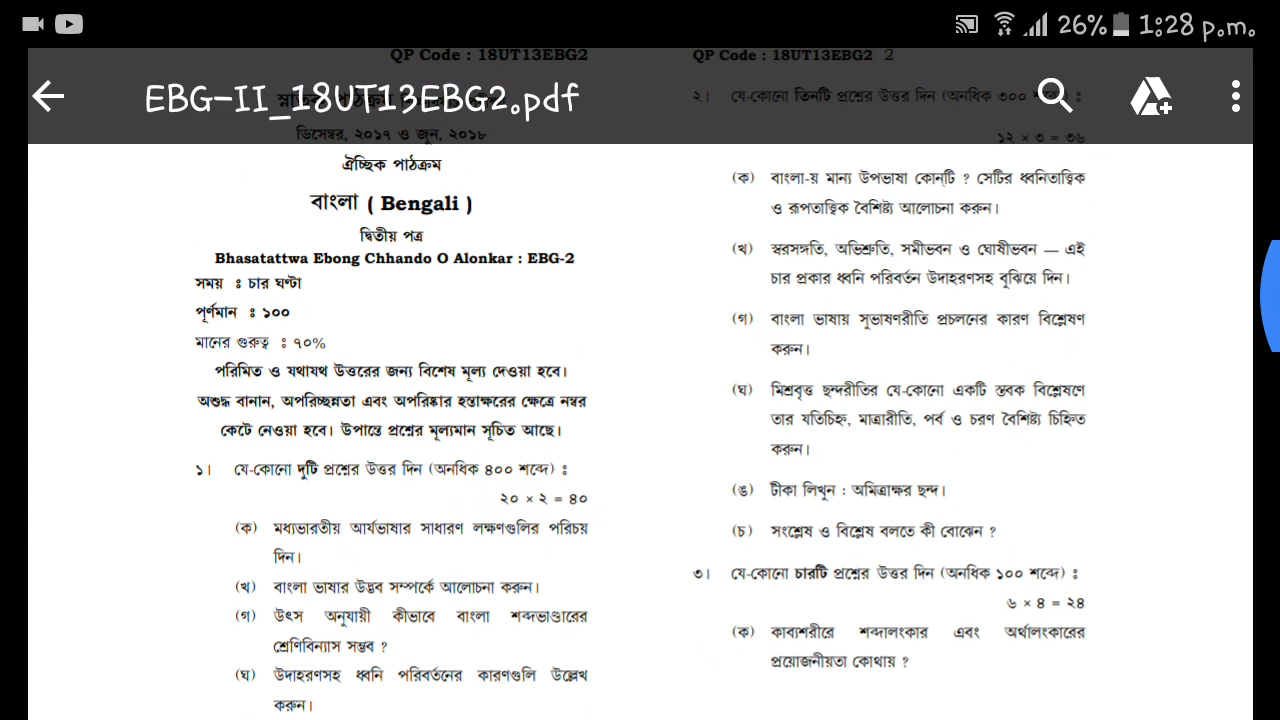 26% 1:28 p.m.
EBG-II_18UT13EBG2.pdf
QP Code : 18UT13EBG2
ডিসেম্বর, ২০১৭ ও জুন, ২০১৮
ঐচ্ছিক পাঠক্রম
বাংলা ( Bengali )
দ্বিতীয় পত্র
Bhasatattwa Ebong Chhando O Alonkar : EBG-2
সময় ঃ চার ঘণ্টা
পূর্ণমান ঃ ১০০
মানের গুরুত্ব ঃ ৭০%
পরিমিত ও যথাযথ উত্তরের জন্য বিশেষ মূল্য দেওয়া হবে।
অশুদ্ধ বানান, অপরিচ্ছন্নতা এবং অপরিষ্কার হস্তাক্ষরের ক্ষেত্রে নম্বর
কেটে নেওয়া হবে। উপান্তে প্রশ্নের মূল্যমান সূচিত আছে।
১। যে-কোনো দুটি প্রশ্নের উত্তর দিন (অনধিক ৪০০ শব্দে) ঃ
২০ × ২ = ৪০
(ক) মধ্যভারতীয় আর্যভাষার সাধারণ লক্ষণগুলির পরিচয়
দিন।
(খ) বাংলা ভাষার উদ্ভব সম্পর্কে আলোচনা করুন।
(গ) উৎস অনুযায়ী কীভাবে বাংলা শব্দভাণ্ডারের
শ্রেণিবিন্যাস সম্ভব ?
(ঘ) উদাহরণসহ ধ্বনি পরিবর্তনের কারণগুলি উল্লেখ
করুন।
QP Code : 18UT13EBG2 2
২। যে-কোনো তিনটি প্রশ্নের উত্তর দিন (অনধিক ৩০০ শব্দে) ঃ
১২ × ৩ = ৩৬
(ক) বাংলা-য় মান্য উপভাষা কোন্‌টি ? সেটির ধ্বনিতাত্ত্বিক
ও রূপতাত্ত্বিক বৈশিষ্ট্য আলোচনা করুন।
(খ) স্বরসঙ্গতি, অভিশ্রুতি, সমীভবন ও ঘোষীভবন — এই
চার প্রকার ধ্বনি পরিবর্তন উদাহরণসহ বুঝিয়ে দিন।
(গ) বাংলা ভাষায় সুভাষণরীতি প্রচলনের কারণ বিশ্লেষণ
করুন।
(ঘ) মিশ্রবৃত্ত ছন্দরীতির যে-কোনো একটি স্তবক বিশ্লেষণে
তার যতিচিহ্ন, মাত্রারীতি, পর্ব ও চরণ বৈশিষ্ট্য চিহ্নিত
করুন।
(ঙ) টীকা লিখুন : অমিত্রাক্ষর ছন্দ।
(চ) সংশ্লেষ ও বিশ্লেষ বলতে কী বোঝেন ?
৩। যে-কোনো চারটি প্রশ্নের উত্তর দিন (অনধিক ১০০ শব্দে) ঃ
৬ × ৪ = ২৪
(ক) কাব্যশরীরে শব্দালংকার এবং অর্থালংকারের
প্রয়োজনীয়তা কোথায় ?